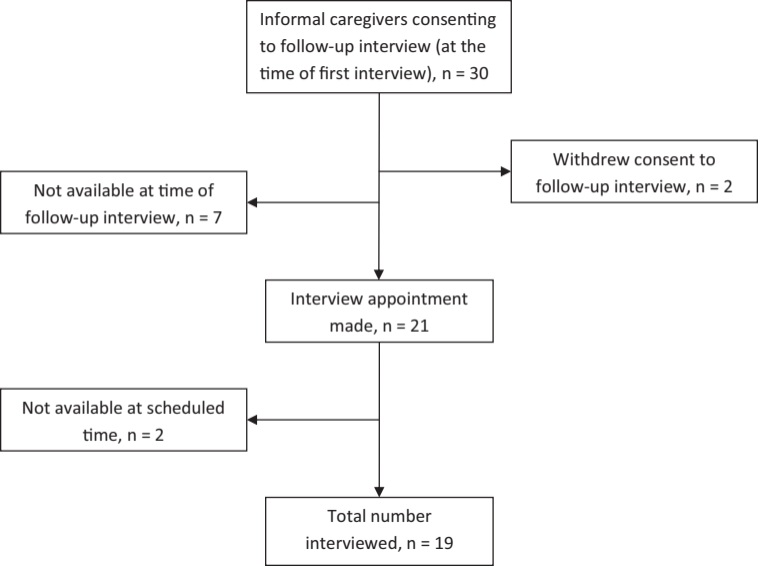 Informal caregivers consenting
to follow-up interview (at the
time of first interview), n = 30
Withdrew consent to
follow-up interview, n = 2
Not available at time of
follow-up interview, n = 7
Interview appointment
made, n = 21
Not available at scheduled
time, n = 2
Total number
interviewed, n = 19